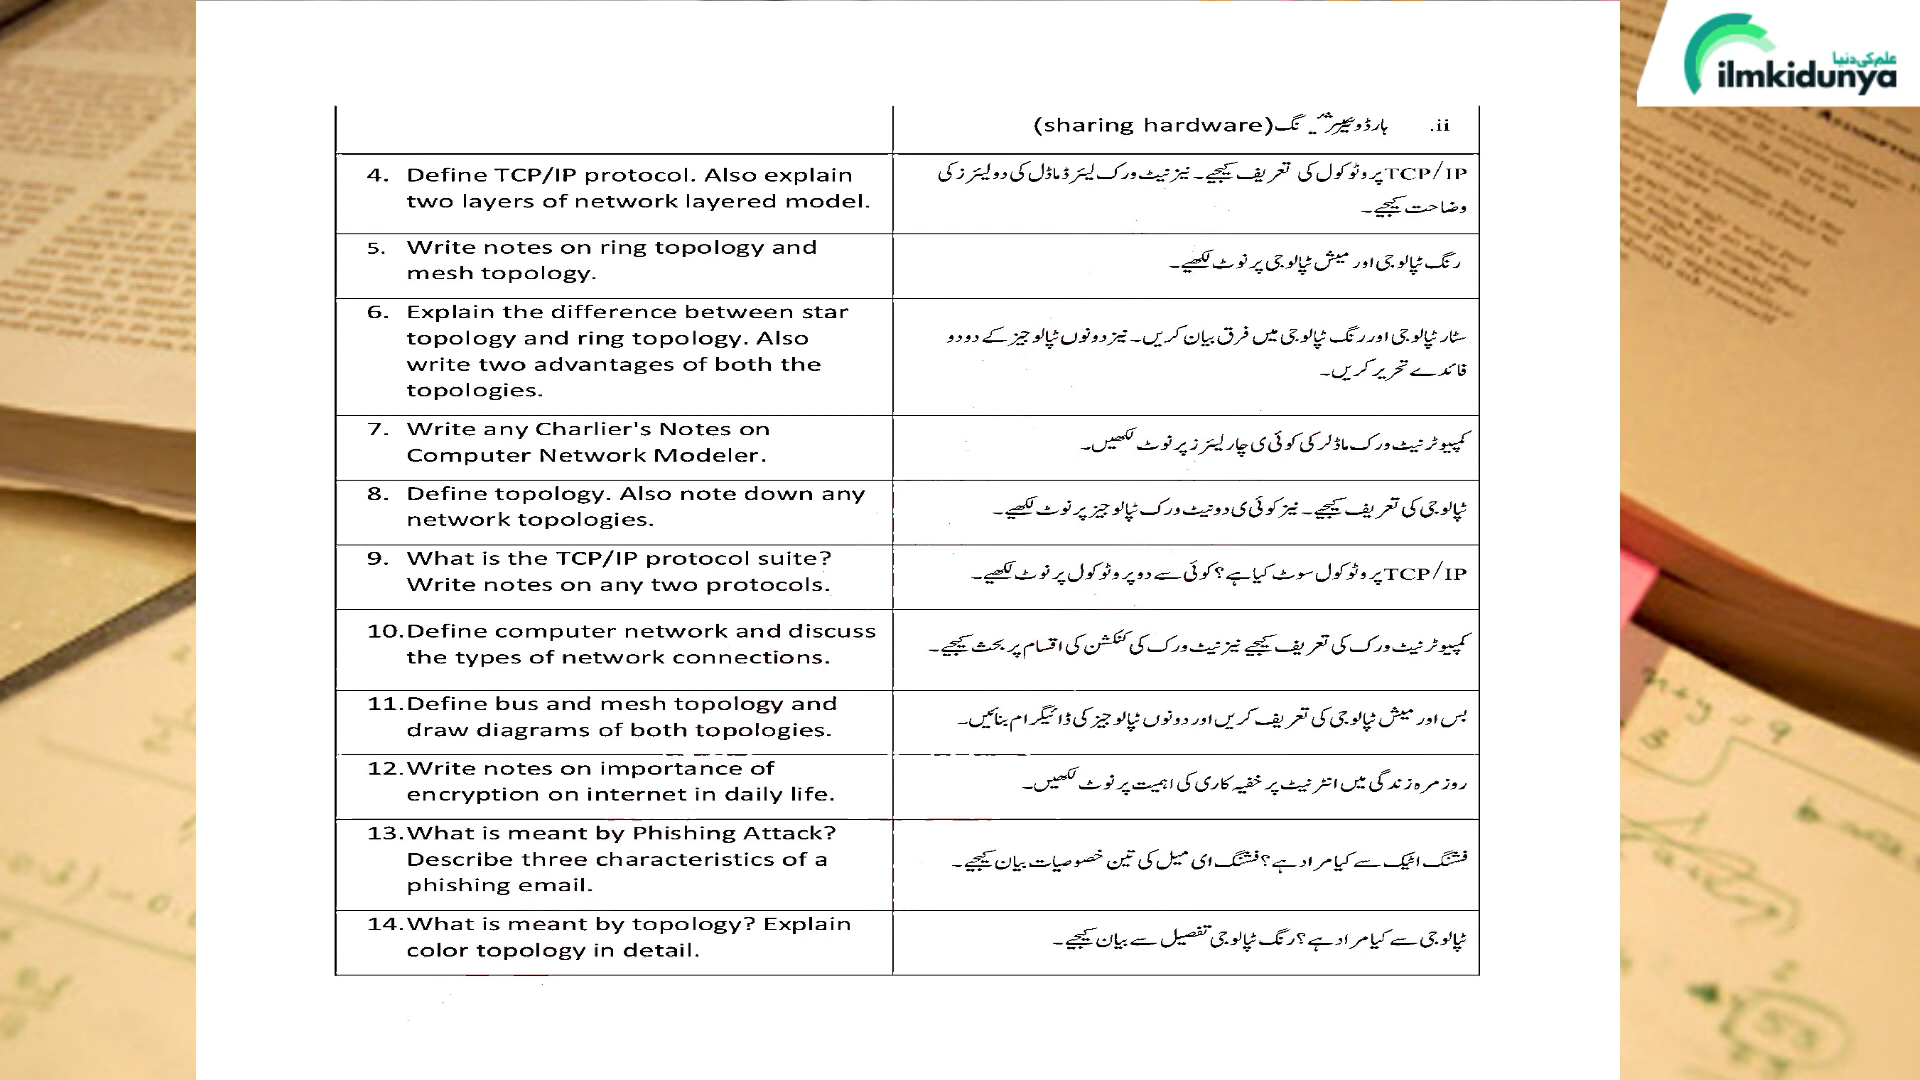 علم کی دنیا
ilmkidunya
ii. ہارڈویئر شیئرنگ (sharing hardware)
4. Define TCP/IP protocol. Also explain
two layers of network layered model.
TCP/IP پروٹوکول کی تعریف کیجیے۔ نیز نیٹ ورک لیئرڈ ماڈل کی دو لیئرز کی
وضاحت کیجیے۔
5. Write notes on ring topology and
mesh topology.
رنگ ٹپالوجی اور میش ٹپالوجی پر نوٹ لکھیے۔
6. Explain the difference between star
topology and ring topology. Also
write two advantages of both the
topologies.
سٹار ٹپالوجی اور رنگ ٹپالوجی میں فرق بیان کریں۔ نیز دونوں ٹپالوجیز کے دو دو
فائدے تحریر کریں۔
7. Write any Charlier's Notes on
Computer Network Modeler.
کمپیوٹر نیٹ ورک ماڈلر کی کوئی ی چار لیئرز پر نوٹ لکھیں۔
8. Define topology. Also note down any
network topologies.
ٹپالوجی کی تعریف کیجیے۔ نیز کوئی ی دو نیٹ ورک ٹپالوجیز پر نوٹ لکھیے۔
9. What is the TCP/IP protocol suite?
Write notes on any two protocols.
TCP/IP پروٹوکول سوٹ کیا ہے؟ کوئی سے دو پروٹوکول پر نوٹ لکھیے۔
10. Define computer network and discuss
the types of network connections.
کمپیوٹر نیٹ ورک کی تعریف کیجیے نیز نیٹ ورک کی کنکشن کی اقسام پر بحث کیجیے۔
11. Define bus and mesh topology and
draw diagrams of both topologies.
بس اور میش ٹپالوجی کی تعریف کریں اور دونوں ٹپالوجیز کی ڈائیگرام بنائیں۔
12. Write notes on importance of
encryption on internet in daily life.
روزمرہ زندگی میں انٹرنیٹ پر خفیہ کاری کی اہمیت پر نوٹ لکھیں۔
13. What is meant by Phishing Attack?
Describe three characteristics of a
phishing email.
فشنگ اٹیک سے کیا مراد ہے؟ فشنگ ای میل کی تین خصوصیات بیان کیجیے۔
14. What is meant by topology? Explain
color topology in detail.
ٹپالوجی سے کیا مراد ہے؟ رنگ ٹپالوجی تفصیل سے بیان کیجیے۔